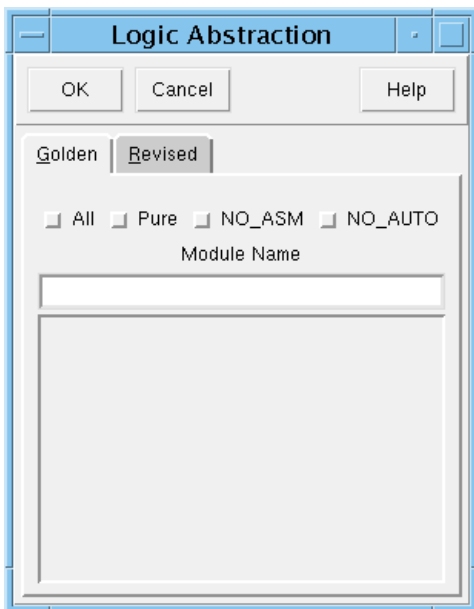 Logic Abstraction
OK Cancel Help
Golden Revised
All Pure NO_ASM NO_AUTO
Module Name